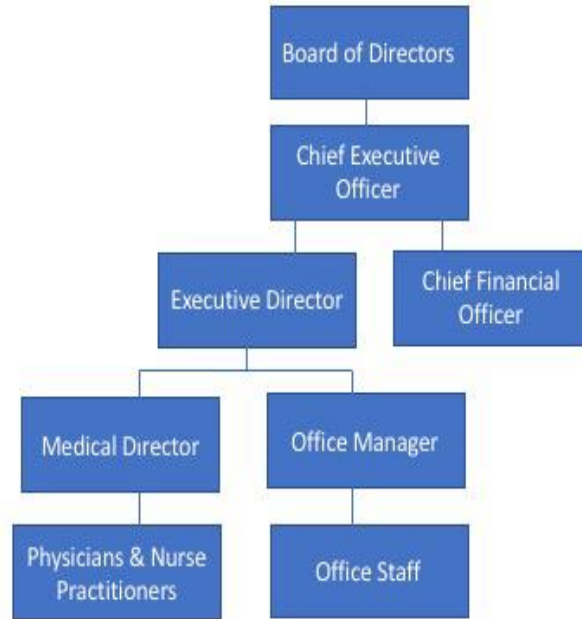 Board of Directors
Chief Executive
Officer
Executive Director
Chief Financial
Officer
Medical Director
Office Manager
Physicians & Nurse
Practitioners
Office Staff